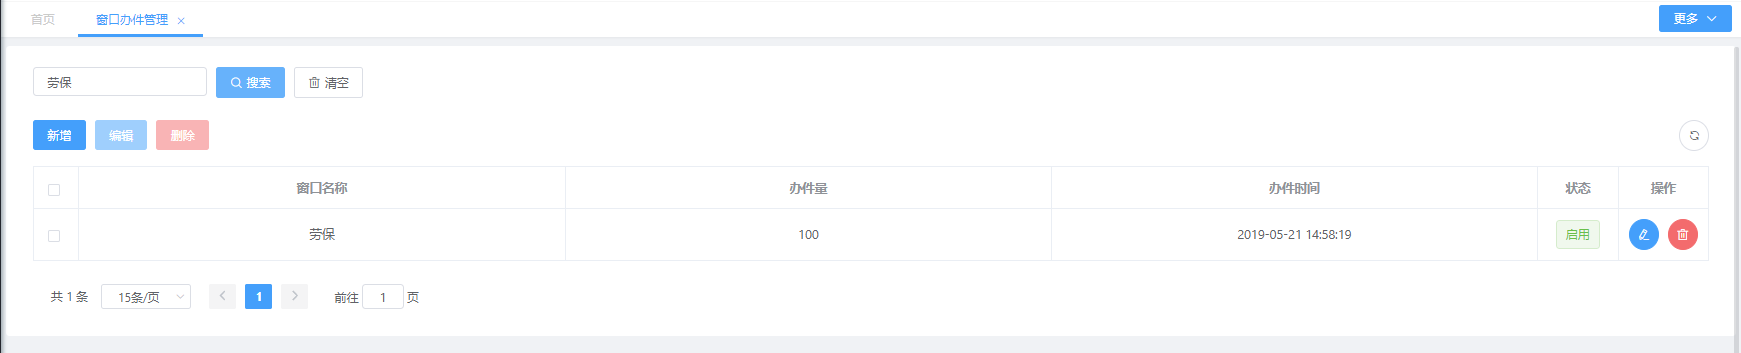 首页 窗口办件管理 × 更多
劳保 搜索 清空
新增 编辑 删除
窗口名称 办件量 办件时间 状态 操作
劳保 100 2019-05-21 14:58:19 启用
共 1 条 15条/页 1 前往 1 页